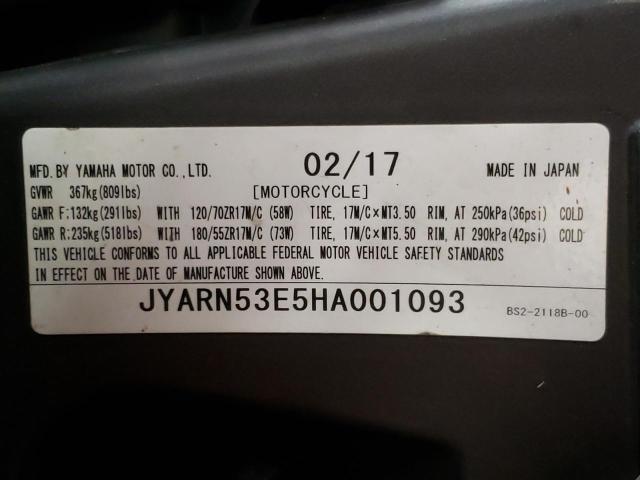 MFD. BY YAMAHA MOTOR CO., LTD. 02/17 MADE IN JAPAN
GVWR 367kg(809lbs) [MOTORCYCLE]
GAWR F:132kg(291lbs) WITH 120/70ZR17M/C (58W) TIRE, 17M/C×MT3.50 RIM, AT 250kPa(36psi) COLD
GAWR R:235kg(518lbs) WITH 180/55ZR17M/C (73W) TIRE, 17M/C×MT5.50 RIM, AT 290kPa(42psi) COLD
THIS VEHICLE CONFORMS TO ALL APPLICABLE FEDERAL MOTOR VEHICLE SAFETY STANDARDS
IN EFFECT ON THE DATE OF MANUFACTURE SHOWN ABOVE.
JYARN53E5HA001093 BS2-2118B-00